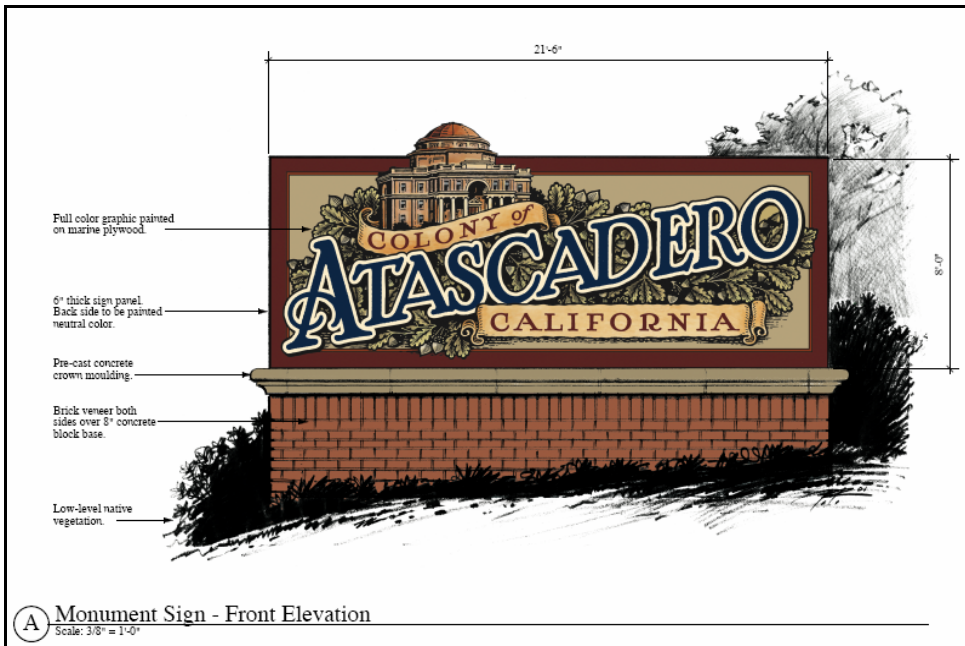 21'-6"
COLONY of
ATASCADERO
CALIFORNIA
8'-0"
Full color graphic painted
on marine plywood.
6" thick sign panel.
Back side to be painted
neutral color.
Pre-cast concrete
crown moulding.
Brick veneer both
sides over 8" concrete
block base.
Low-level native
vegetation.
A
Monument Sign - Front Elevation
Scale: 3/8" = 1'-0"